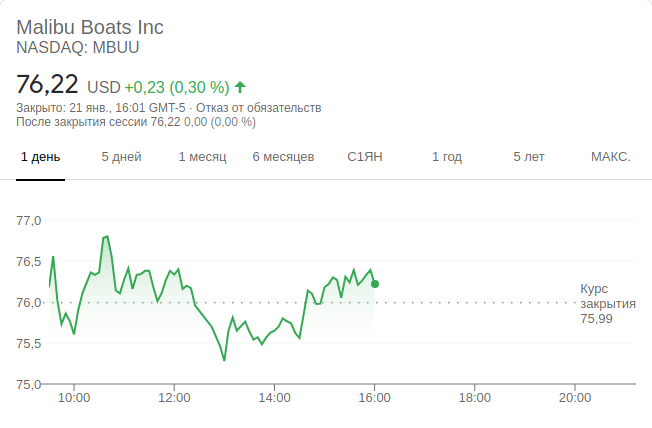 Malibu Boats Inc
NASDAQ: MBUU
76,22 USD +0,23 (0,30 %)
Закрыто: 21 янв., 16:01 GMT-5 · Отказ от обязательств
После закрытия сессии 76,22 0,00 (0,00 %)
1 день 5 дней 1 месяц 6 месяцев С1ЯН 1 год 5 лет МАКС.
77,0
76,5
76,0
75,5
75,0
Курс
закрытия
75,99
10:00 12:00 14:00 16:00 18:00 20:00